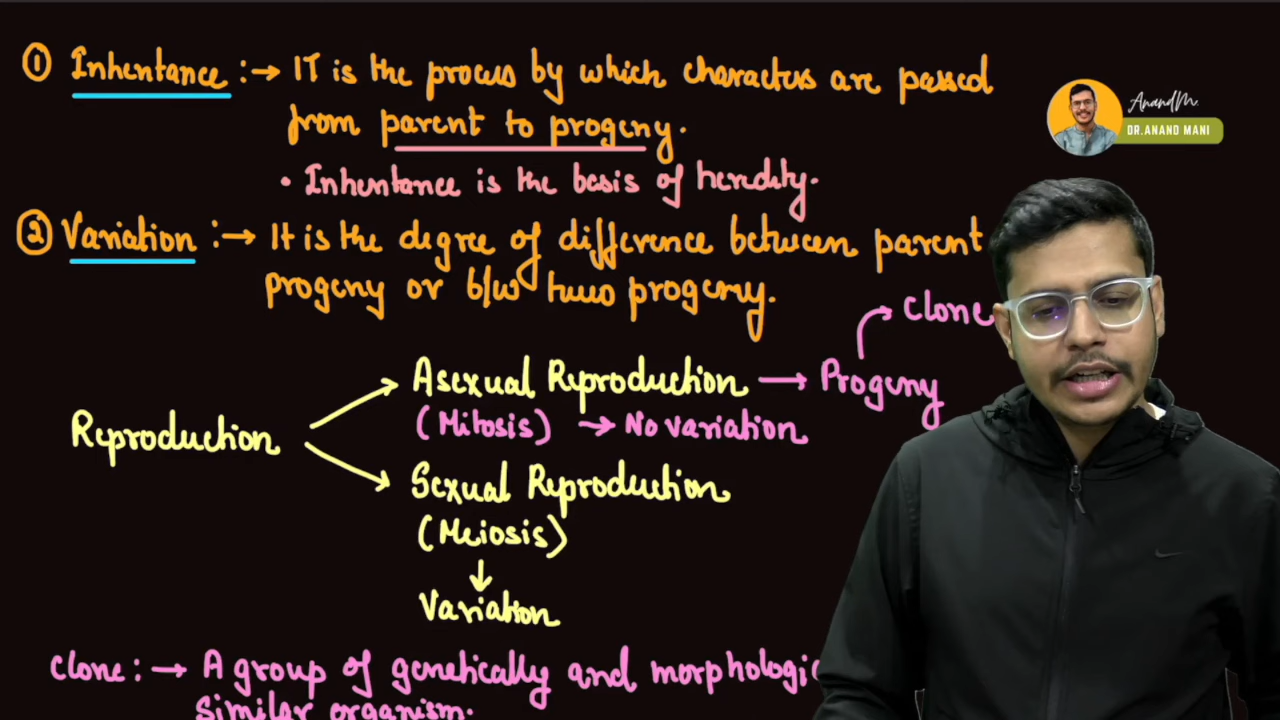 ① Inheritance :→ IT is the process by which characters are passed
from parent to progeny.
• Inheritance is the basis of heredity.
② Variation :→ It is the degree of difference between parent
progeny or b/w two progeny.
Clone
Reproduction
Asexual Reproduction → Progeny
(Mitosis) → No variation
Sexual Reproduction
(Meiosis)
↓
Variation
Clone : → A group of genetically and morphologic
Similar organism.
AnandM.
DR.ANAND MANI